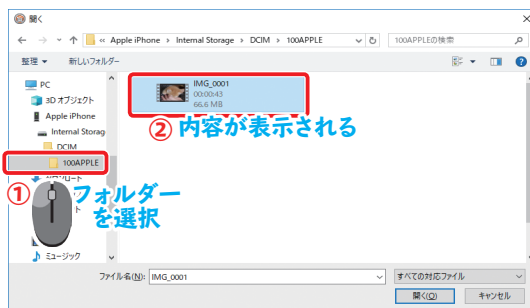 開く
Apple iPhone > Internal Storage > DCIM > 100APPLE
100APPLEの検索
整理 新しいフォルダー
PC
3D オブジェクト
Apple iPhone
Internal Storag
DCIM
100APPLE
ミュージック
IMG_0001
00:00:43
66.6 MB
② 内容が表示される
① フォルダー
を選択
ファイル名(N): IMG_0001
すべての対応ファイル
開く(O) キャンセル